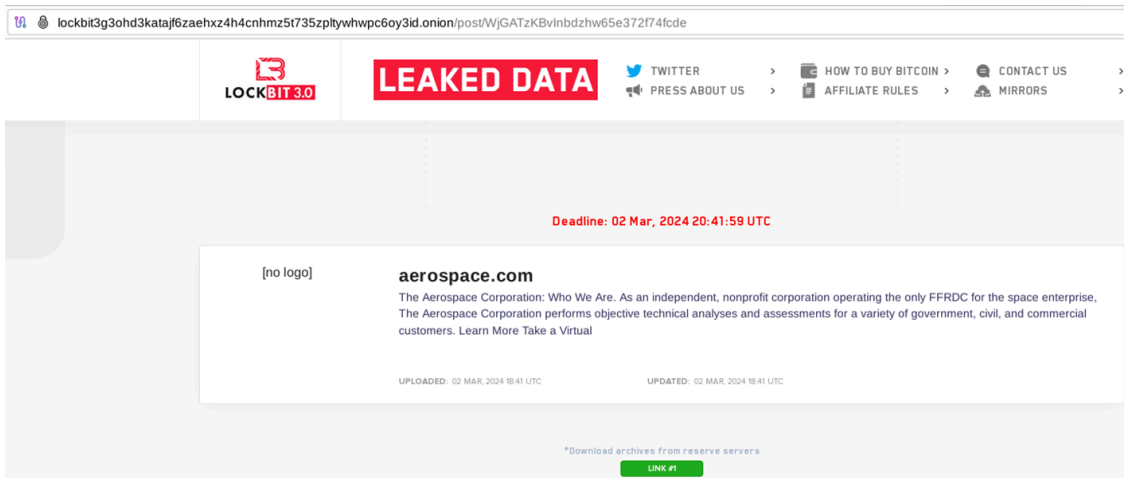 lockbit3g3ohd3katajf6zaehxz4h4cnhmz5t735zpltywhwpc6oy3id.onion/post/WjGATzKBvInbdzhw65e372f74fcde
LOCKBIT 3.0
LEAKED DATA
TWITTER >
PRESS ABOUT US >
HOW TO BUY BITCOIN >
AFFILIATE RULES >
CONTACT US >
MIRRORS >
Deadline: 02 Mar, 2024 20:41:59 UTC
[no logo]
aerospace.com
The Aerospace Corporation: Who We Are. As an independent, nonprofit corporation operating the only FFRDC for the space enterprise,
The Aerospace Corporation performs objective technical analyses and assessments for a variety of government, civil, and commercial
customers. Learn More Take a Virtual
UPLOADED: 02 MAR, 2024 18:41 UTC
UPDATED: 02 MAR, 2024 18:41 UTC
*Download archives from reserve servers
LINK #1